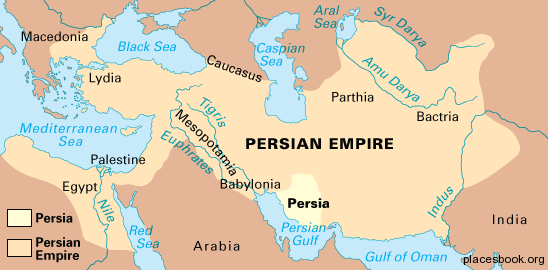 Macedonia
Black Sea
Aral
Sea
Syr Darya
Caspian
Sea
Caucasus
Amu Darya
Lydia
Parthia
Bactria
Tigris
Mesopotamia
Euphrates
Mediterranean
Sea
PERSIAN EMPIRE
Palestine
Egypt
Babylonia
Nile
Persia
Indus
India
Persia
Persian
Empire
Red
Sea
Arabia
Persian
Gulf
Gulf of Oman
placesbook.org